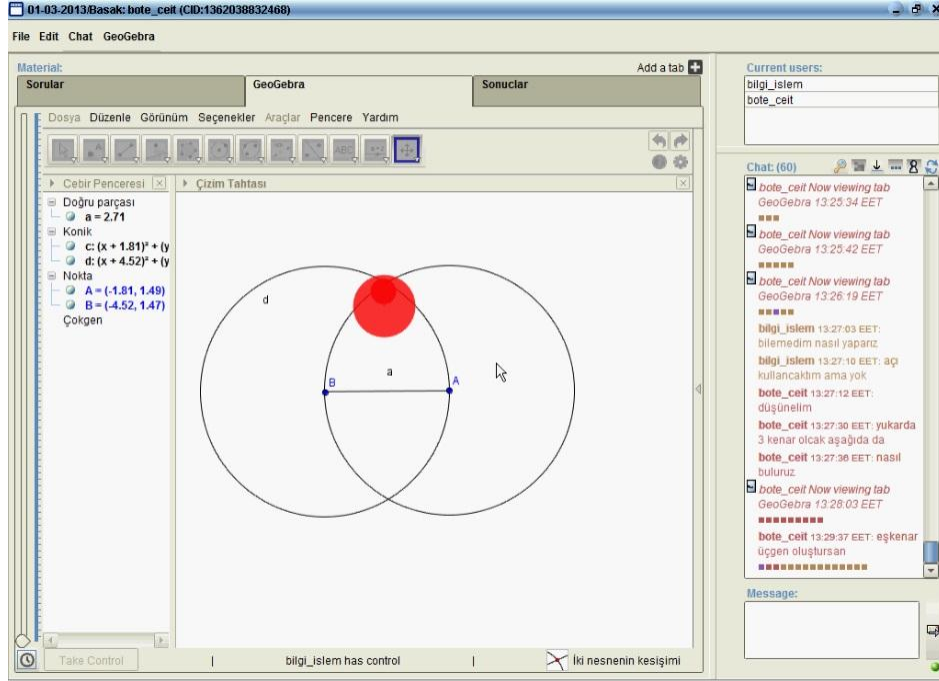 01-03-2013/Basak: bote_ceit (CID:1362038832468)
File Edit Chat GeoGebra
Material:
Add a tab
Sorular
GeoGebra
Sonuclar
Dosya Düzenle Görünüm Seçenekler Araçlar Pencere Yardım
ABC
a=2
Cebir Penceresi
Çizim Tahtası
Doğru parçası
a = 2.71
Konik
c: (x + 1.81)² + (y
d: (x + 4.52)² + (y
Nokta
A = (-1.81, 1.49)
B = (-4.52, 1.47)
Çokgen
d
a
B
A
Take Control
bilgi_islem has control
İki nesnenin kesişimi
Current users:
bilgi_islem
bote_ceit
Chat: (60)
bote_ceit Now viewing tab
GeoGebra 13:25:34 EET
bote_ceit Now viewing tab
GeoGebra 13:25:42 EET
bote_ceit Now viewing tab
GeoGebra 13:26:19 EET
bilgi_islem 13:27:03 EET:
bilemedim nasıl yaparız
bilgi_islem 13:27:10 EET: açı
kullancaktım ama yok
bote_ceit 13:27:12 EET:
düşünelim
bote_ceit 13:27:30 EET: yukarda
3 kenar olcak aşağıda da
bote_ceit 13:27:36 EET: nasıl
buluruz
bote_ceit Now viewing tab
GeoGebra 13:28:03 EET
bote_ceit 13:29:37 EET: eşkenar
üçgen oluştursan
Message: